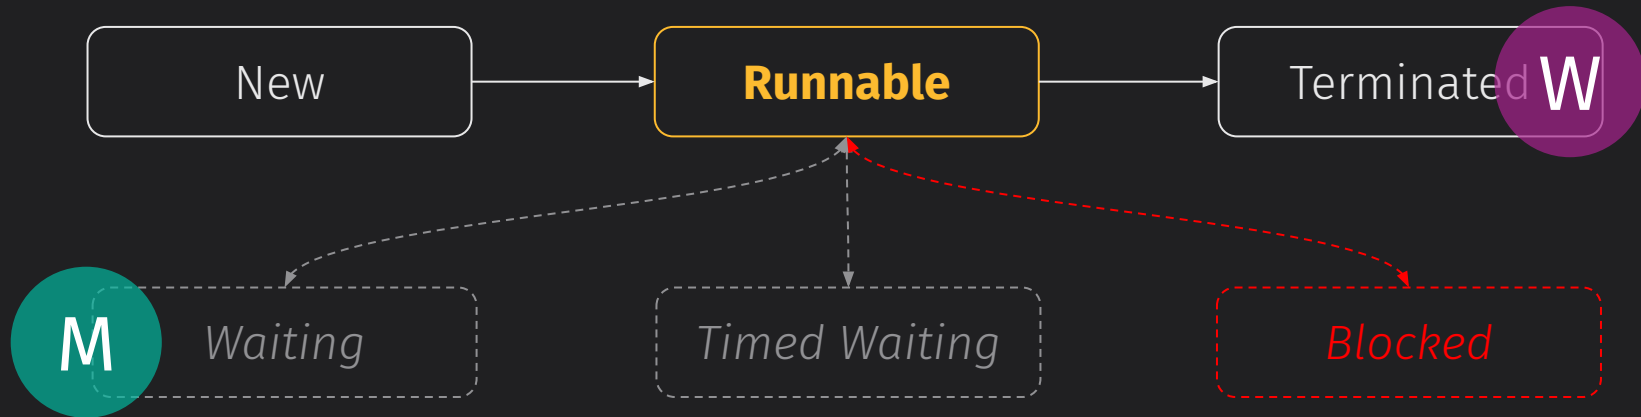 New
Runnable
Terminated
W
M
Waiting
Timed Waiting
Blocked